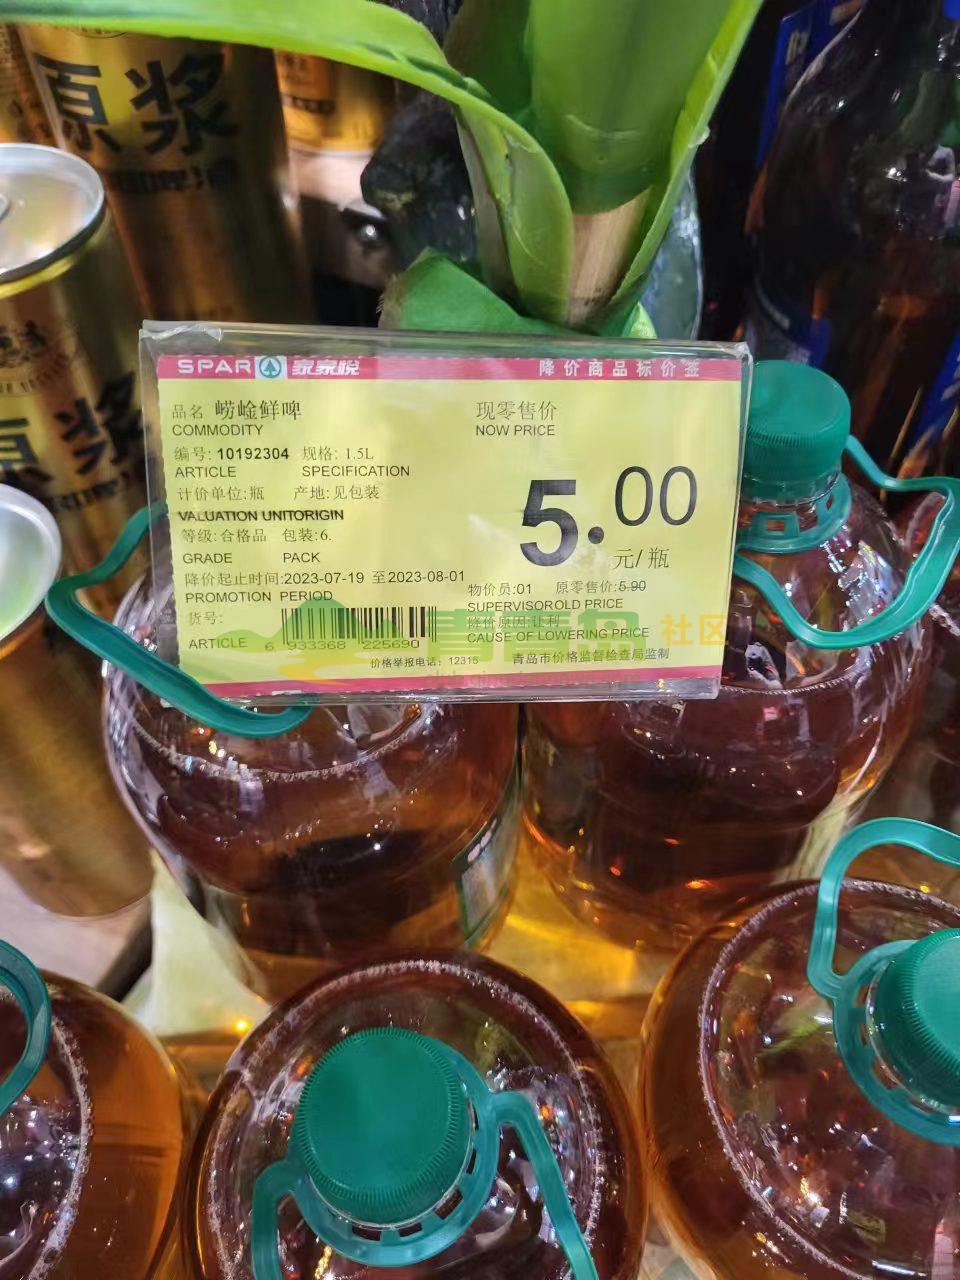 原浆
SPAR 家家悦 降价商品标价签
品名 崂崄鲜啤
COMMODITY
现零售价
NOW PRICE
编号: 10192304 规格: 1.5L
ARTICLE SPECIFICATION
计价单位:瓶 产地:见包装
VALUATION UNITORIGIN
5.00
元/瓶
等级:合格品 包装:6.
GRADE PACK
降价起止时间:2023-07-19 至2023-08-01
PROMOTION PERIOD
物价员:01 原零售价:5.90
SUPERVISOROLD PRICE
货号:
ARTICLE 6 933368 225690
降价原因:让利
CAUSE OF LOWERING PRICE
价格举报电话: 12315 青岛市价格监督检查局监制
社区